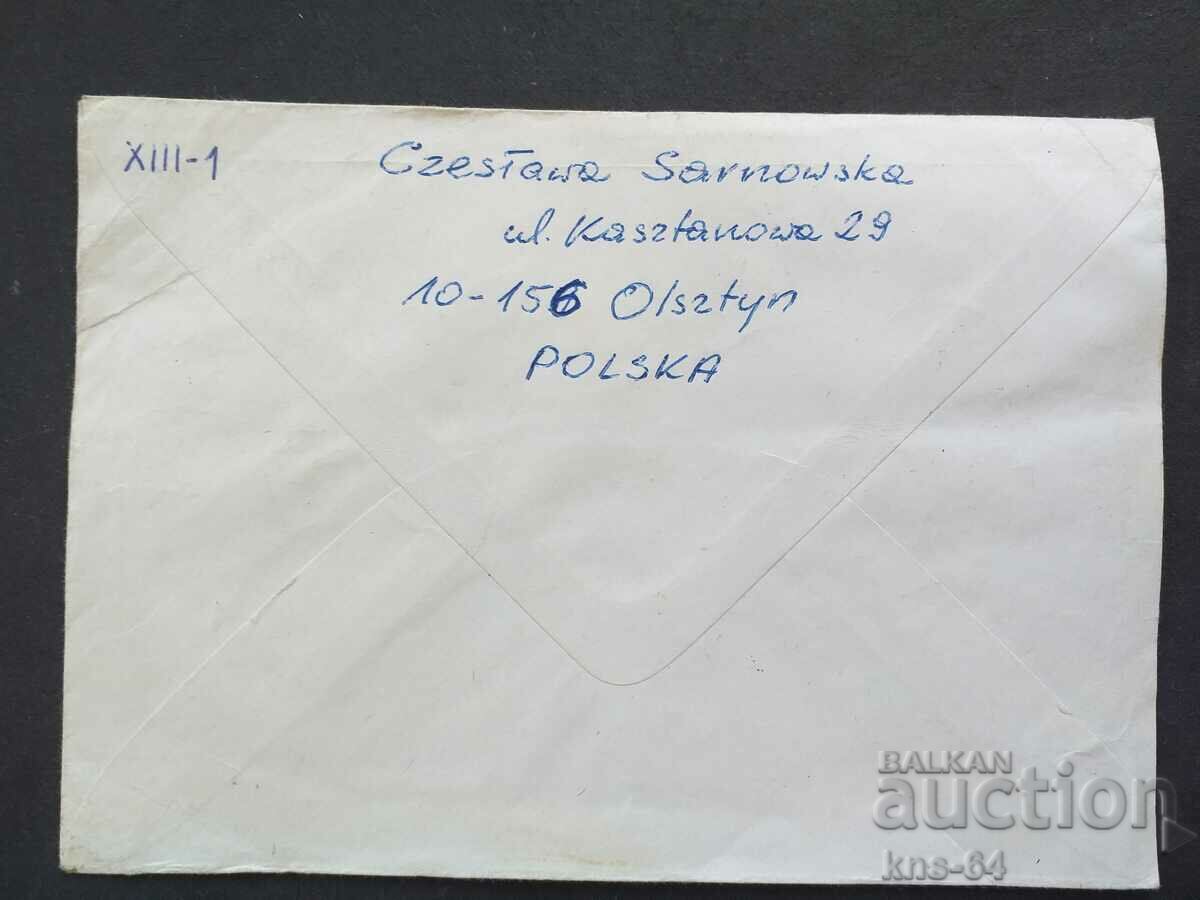 XIII-1
Czesława Sarnowska
ul. Kasztanowa 29
10-156 Olsztyn
POLSKA
BALKAN
auction
kns-64